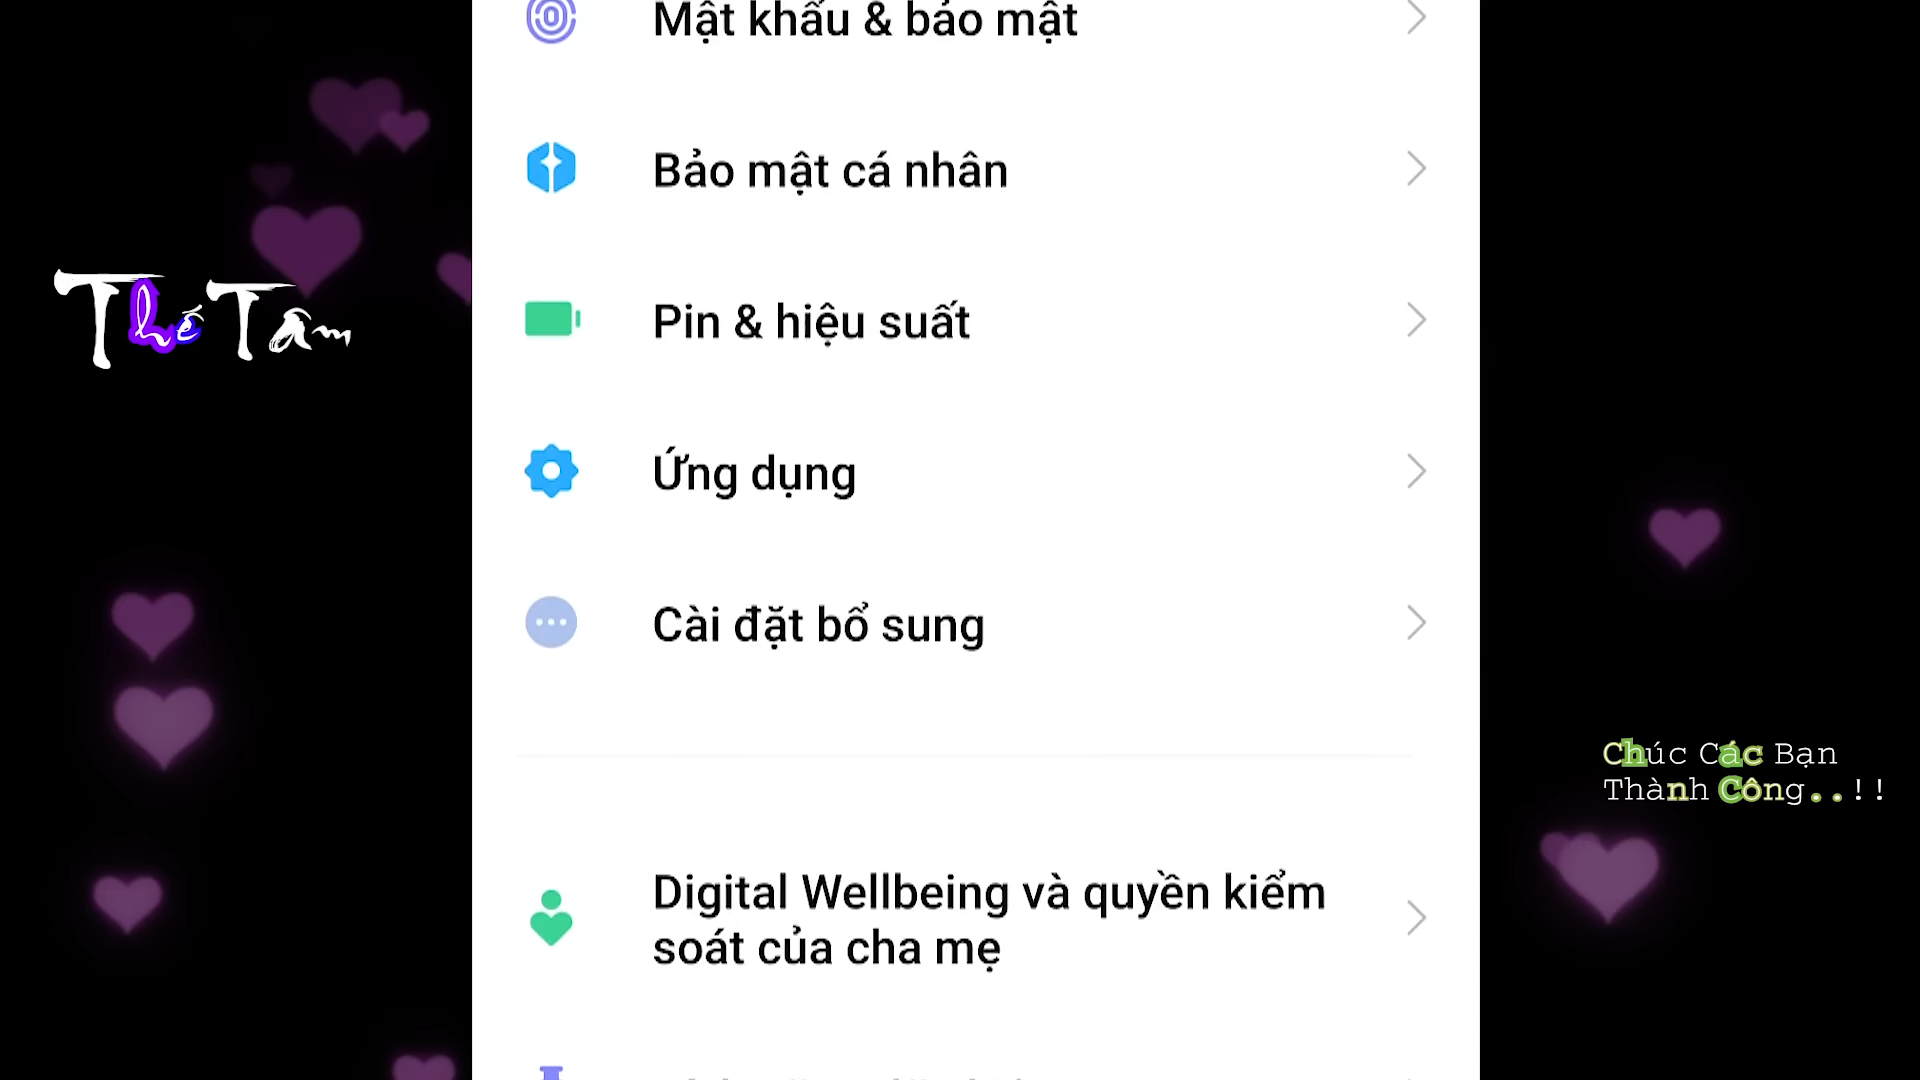 Mật khẩu & bảo mật
Bảo mật cá nhân
Thế Tâm
Pin & hiệu suất
Ứng dụng
Cài đặt bổ sung
Chúc Các Bạn
Thành Công..!!
Digital Wellbeing và quyền kiểm
soát của cha mẹ